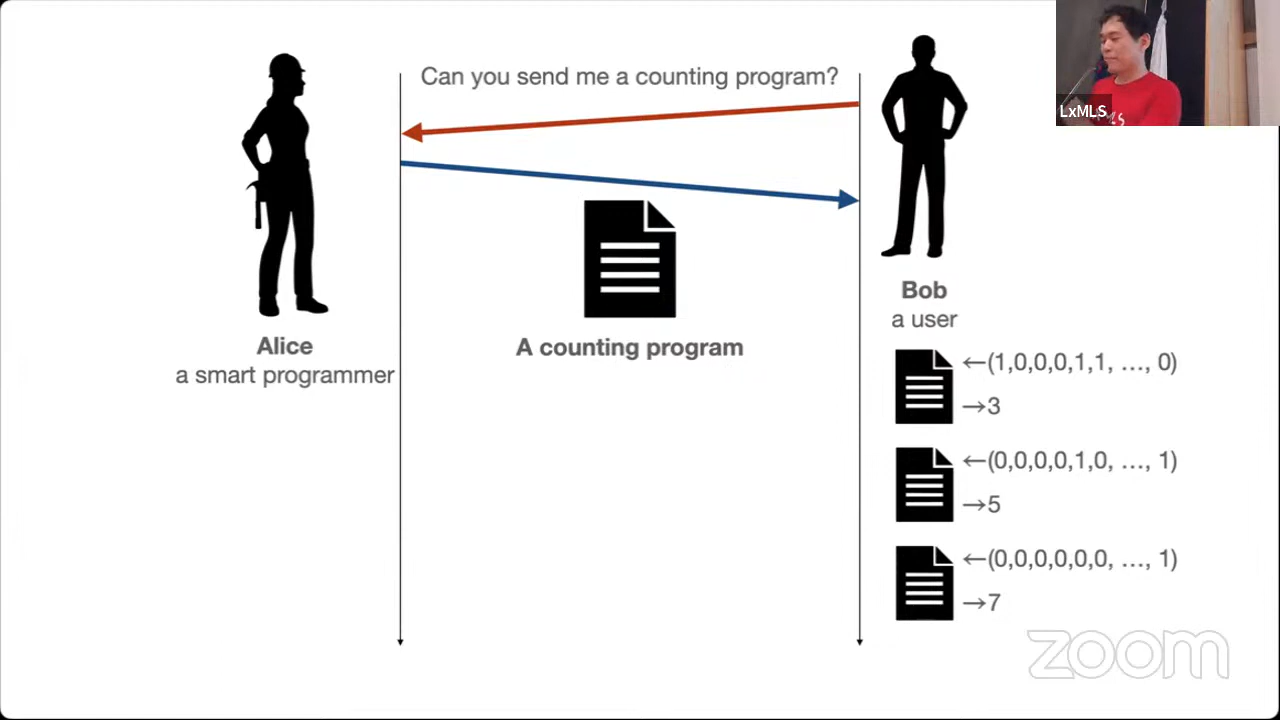 Can you send me a counting program?
LxMLS
Bob
a user
Alice
a smart programmer
A counting program
←(1,0,0,0,1,1, …, 0)
→3
←(0,0,0,0,1,0, …, 1)
→5
←(0,0,0,0,0,0, …, 1)
→7
zoom